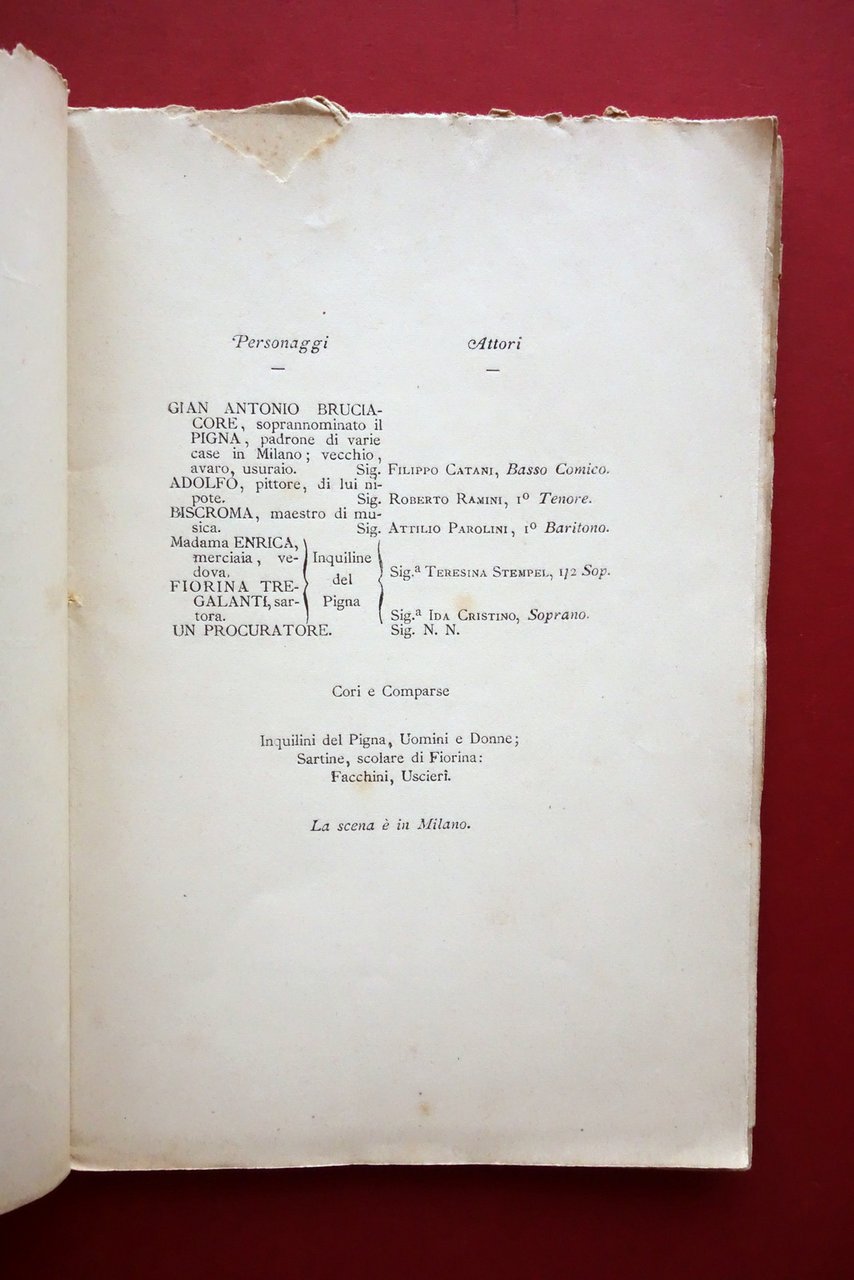 Personaggi Attori
GIAN ANTONIO BRUCIA-
CORE, soprannominato il
PIGNA, padrone di varie
case in Milano; vecchio,
avaro, usuraio. Sig. FILIPPO CATANI, Basso Comico.
ADOLFO, pittore, di lui ni-
pote. Sig. ROBERTO RAMINI, 1º Tenore.
BISCROMA, maestro di mu-
sica. Sig. ATTILIO PAROLINI, 1º Baritono.
Madama ENRICA,
merciaia, ve- Inquiline
dova. del Sig.ª TERESINA STEMPEL, 1/2 Sop.
FIORINA TRE-
GALANTI, sar- Pigna
tora. Sig.ª IDA CRISTINO, Soprano.
UN PROCURATORE. Sig. N. N.
Cori e Comparse
Inquilini del Pigna, Uomini e Donne;
Sartine, scolare di Fiorina:
Facchini, Uscieri.
La scena è in Milano.